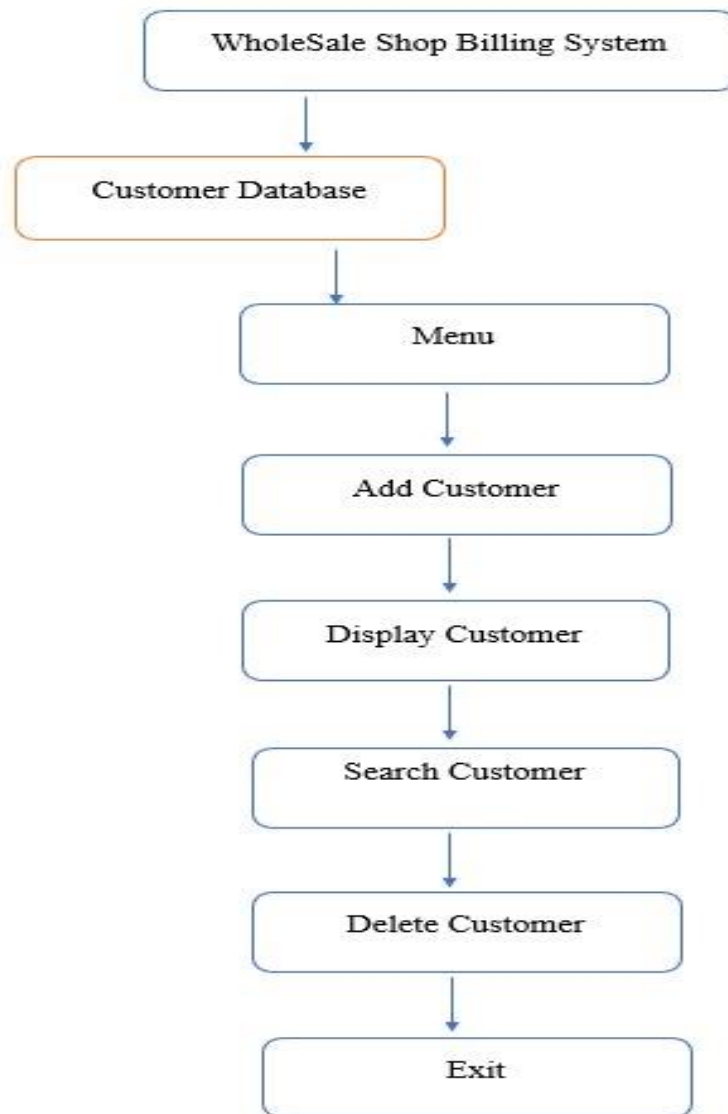 WholeSale Shop Billing System
Customer Database
Menu
Add Customer
Display Customer
Search Customer
Delete Customer
Exit